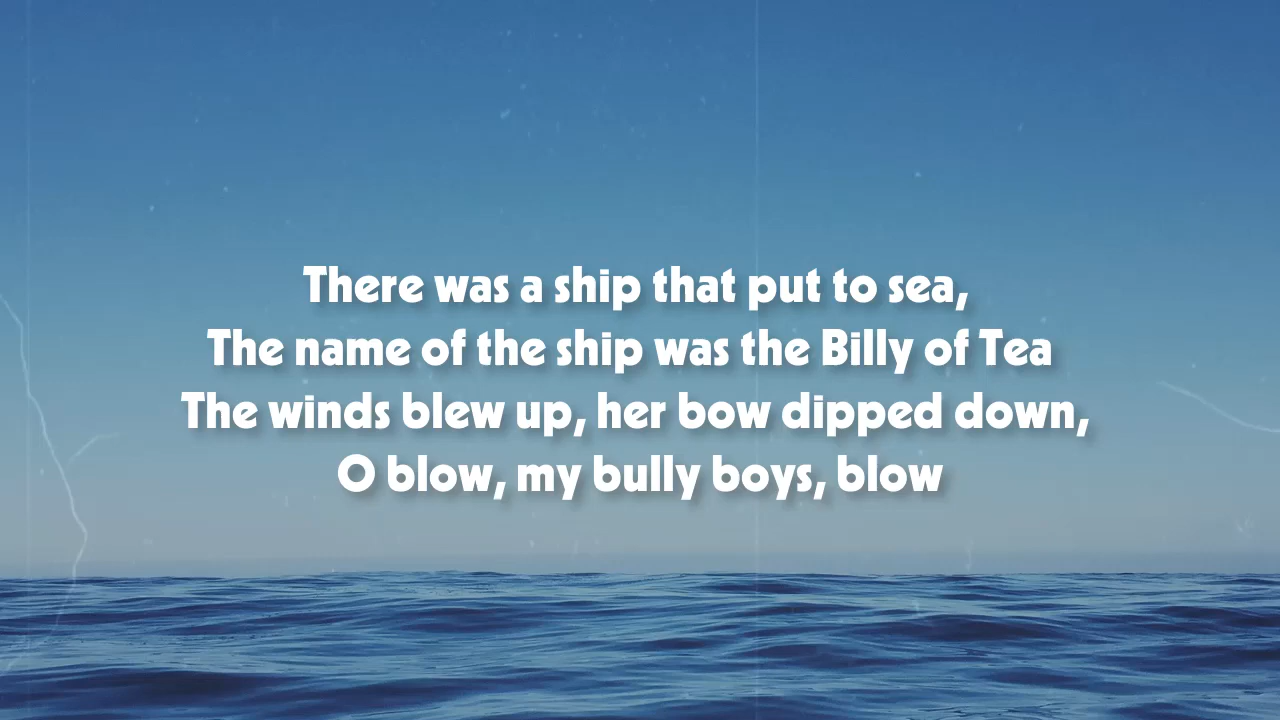 There was a ship that put to sea,
The name of the ship was the Billy of Tea
The winds blew up, her bow dipped down,
O blow, my bully boys, blow